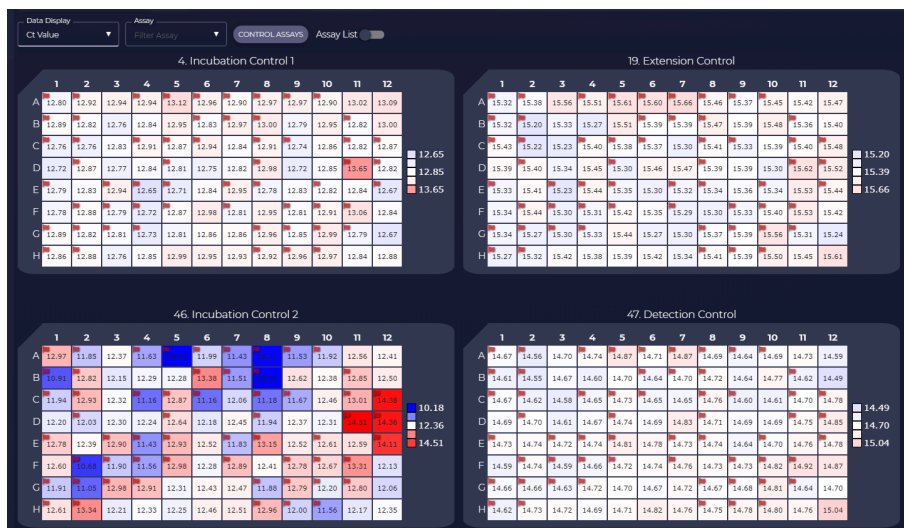 Data Display
Assay
Ct Value
Filter Assay
CONTROL ASSAYS
Assay List
4. Incubation Control 1
1 2 3 4 5 6 7 8 9 10 11 12
A 12.80 12.92 12.94 12.94 13.12 12.96 12.90 12.97 12.97 12.90 13.02 13.09
B 12.89 12.82 12.76 12.84 12.95 12.83 12.97 13.00 12.79 12.95 12.82 13.00
C 12.76 12.76 12.83 12.91 12.87 12.94 12.84 12.91 12.74 12.86 12.82 12.87
D 12.72 12.87 12.77 12.84 12.81 12.75 12.82 12.98 12.72 12.85 13.65 12.82
E 12.79 12.83 12.94 12.65 12.71 12.84 12.95 12.78 12.83 12.82 12.84 12.67
F 12.78 12.88 12.79 12.72 12.87 12.98 12.81 12.95 12.81 12.91 13.06 12.84
G 12.89 12.82 12.81 12.73 12.81 12.86 12.86 12.96 12.85 12.99 12.79 12.67
H 12.86 12.88 12.76 12.85 12.99 12.95 12.93 12.92 12.96 12.97 12.84 12.88
12.65
12.85
13.65
19. Extension Control
1 2 3 4 5 6 7 8 9 10 11 12
A 15.32 15.38 15.56 15.51 15.61 15.60 15.66 15.46 15.37 15.45 15.42 15.47
B 15.32 15.20 15.33 15.27 15.51 15.39 15.39 15.47 15.39 15.48 15.36 15.40
C 15.43 15.22 15.23 15.40 15.38 15.37 15.30 15.41 15.33 15.39 15.40 15.48
D 15.39 15.40 15.34 15.45 15.30 15.46 15.47 15.39 15.39 15.30 15.62 15.52
E 15.33 15.41 15.23 15.44 15.35 15.30 15.32 15.34 15.36 15.34 15.53 15.44
F 15.34 15.44 15.30 15.31 15.42 15.35 15.29 15.30 15.33 15.40 15.53 15.42
G 15.34 15.27 15.30 15.33 15.44 15.27 15.30 15.37 15.39 15.56 15.31 15.24
H 15.27 15.32 15.42 15.38 15.39 15.42 15.34 15.41 15.39 15.50 15.45 15.61
15.20
15.39
15.66
46. Incubation Control 2
1 2 3 4 5 6 7 8 9 10 11 12
A 12.97 11.85 12.37 11.63 11.99 11.43 11.53 11.92 12.56 12.41
B 10.91 12.82 12.15 12.29 12.28 13.38 11.51 12.62 12.38 12.85 12.50
C 11.94 12.93 12.32 11.16 12.87 11.16 12.06 11.18 11.67 12.46 13.01 14.38
D 12.20 12.03 12.30 12.24 12.64 12.18 12.45 11.94 12.37 12.31 14.51 14.36
E 12.78 12.39 12.90 11.43 12.93 12.52 11.83 13.15 12.52 12.61 12.59 14.11
F 12.60 10.68 11.90 11.56 12.98 12.28 12.89 12.41 12.78 12.67 13.31 12.13
G 11.91 11.05 12.98 12.91 12.31 12.43 12.47 11.88 12.79 12.20 12.80 12.06
H 12.61 13.34 12.21 12.33 12.25 12.46 12.51 12.96 12.00 11.56 12.17 12.35
10.18
12.36
14.51
47. Detection Control
1 2 3 4 5 6 7 8 9 10 11 12
A 14.67 14.56 14.70 14.74 14.87 14.71 14.87 14.69 14.64 14.69 14.73 14.59
B 14.61 14.55 14.67 14.60 14.70 14.64 14.70 14.72 14.64 14.77 14.62 14.49
C 14.67 14.62 14.58 14.65 14.73 14.65 14.65 14.76 14.60 14.61 14.70 14.78
D 14.69 14.70 14.61 14.67 14.74 14.69 14.83 14.71 14.69 14.69 14.75 14.85
E 14.73 14.74 14.72 14.74 14.81 14.78 14.73 14.74 14.64 14.70 14.76 14.78
F 14.59 14.74 14.59 14.66 14.72 14.74 14.76 14.73 14.73 14.82 14.92 14.87
G 14.66 14.66 14.63 14.72 14.70 14.67 14.72 14.67 14.68 14.81 14.64 14.70
H 14.62 14.73 14.72 14.69 14.71 14.82 14.76 14.75 14.78 14.80 14.76 15.04
14.49
14.70
15.04